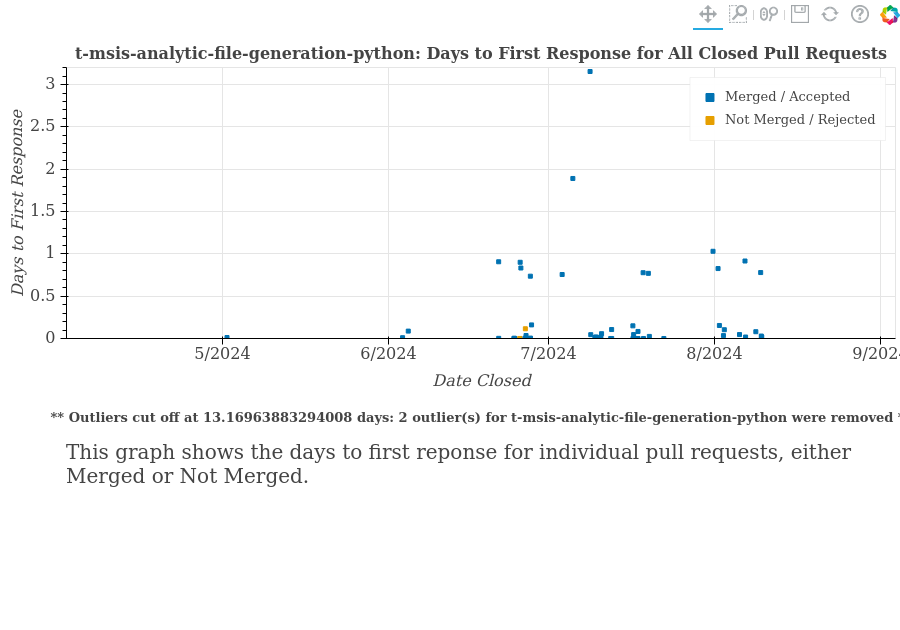 t-msis-analytic-file-generation-python: Days to First Response for All Closed Pull Requests
Merged / Accepted
Not Merged / Rejected
Days to First Response
3
2.5
2
1.5
1
0.5
0
5/2024
6/2024
7/2024
8/2024
9/2024
Date Closed
** Outliers cut off at 13.16963883294008 days: 2 outlier(s) for t-msis-analytic-file-generation-python were removed *
This graph shows the days to first reponse for individual pull requests, either
Merged or Not Merged.